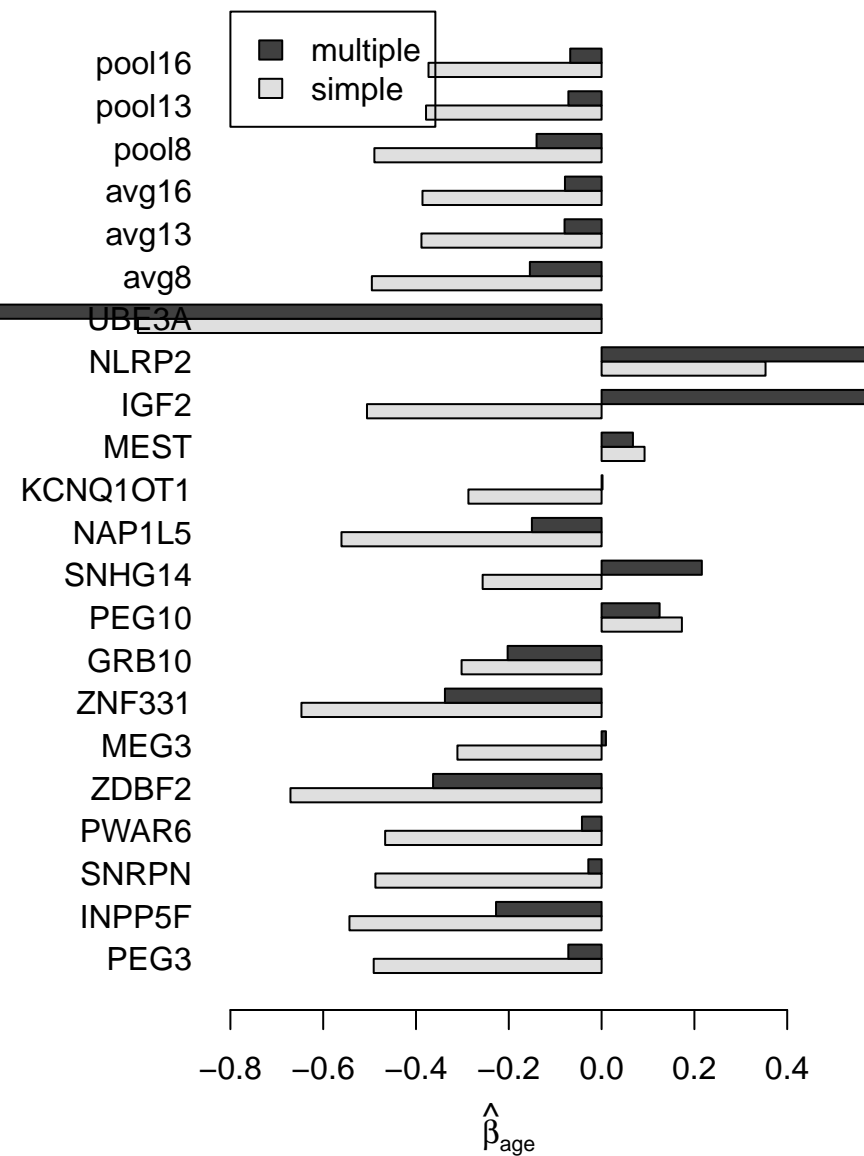 multiple
simple
pool16
pool13
pool8
avg16
avg13
avg8
UBE3A
NLRP2
IGF2
MEST
KCNQ1OT1
NAP1L5
SNHG14
PEG10
GRB10
ZNF331
MEG3
ZDBF2
PWAR6
SNRPN
INPP5F
PEG3
−0.8 −0.6 −0.4 −0.2 0.0 0.2 0.4
β̂age